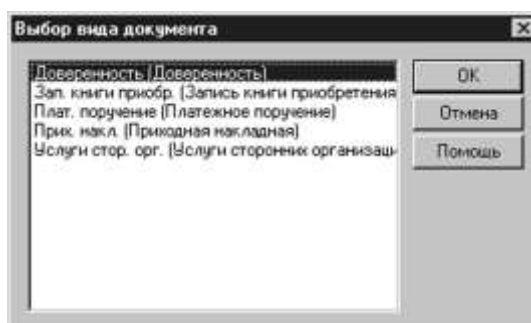 Выбор вида документа
Доверенность (Доверенность)
Зап. книги приобр. (Запись книги приобретения
Плат. поручение (Платежное поручение)
Прих. накл. (Приходная накладная)
Услуги стор. орг. (Услуги сторонних организаци
OK
Отмена
Помощь